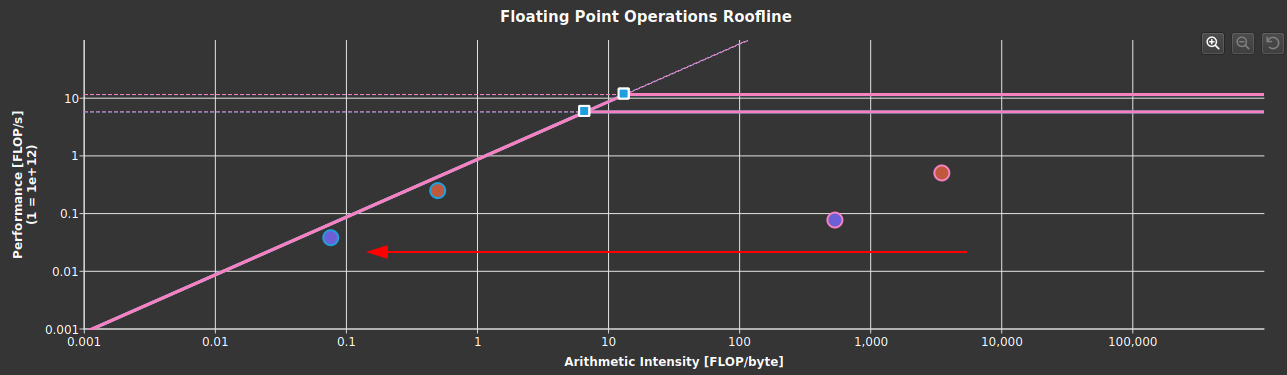 Floating Point Operations Roofline
10
1
0.1
0.01
0.001
Performance [FLOP/s]
(1 = 1e+12)
0.001 0.01 0.1 1 10 100 1,000 10,000 100,000
Arithmetic Intensity [FLOP/byte]